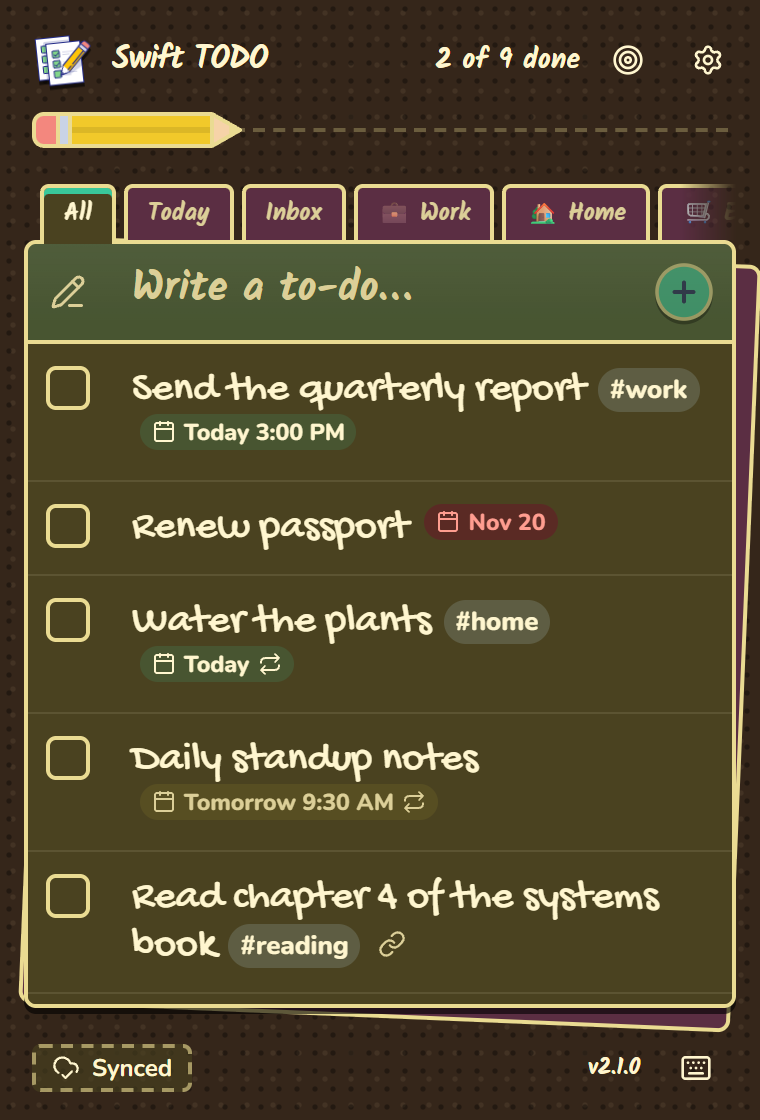 Swift TODO
2 of 9 done
All
Today
Inbox
Work
Home
Write a to-do...
Send the quarterly report #work
Today 3:00 PM
Renew passport Nov 20
Water the plants #home
Today
Daily standup notes
Tomorrow 9:30 AM
Read chapter 4 of the systems
book #reading
Synced
v2.1.0